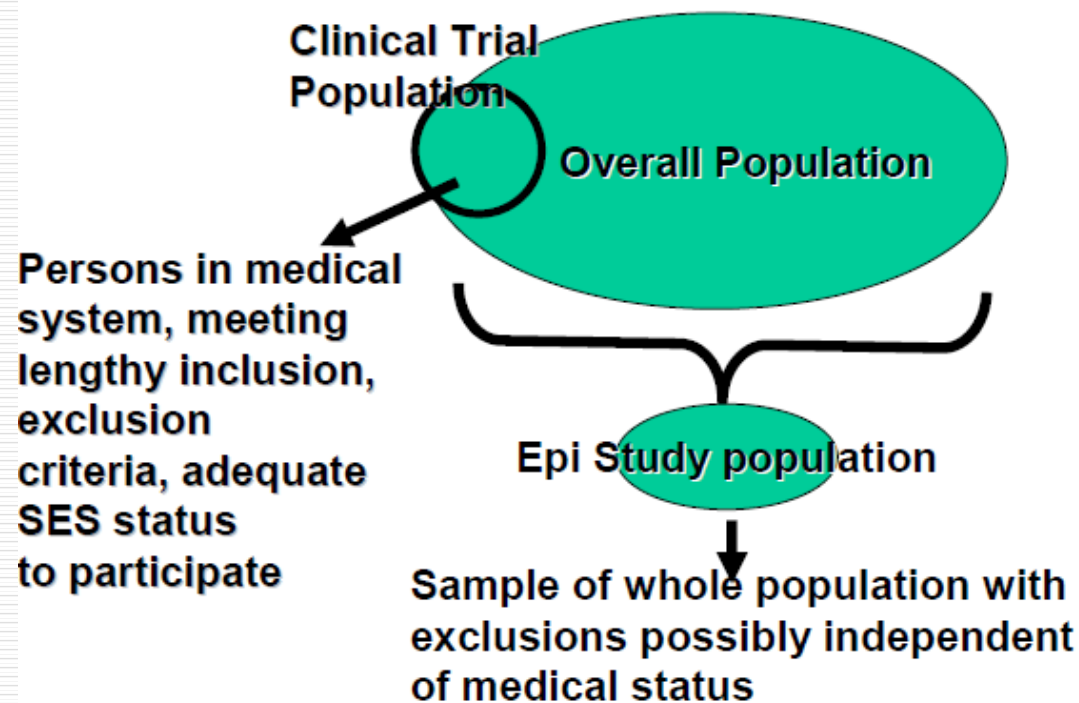 Clinical Trial
Population
Overall Population
Persons in medical
system, meeting
lengthy inclusion,
exclusion
criteria, adequate
SES status
to participate
Epi Study population
Sample of whole population with
exclusions possibly independent
of medical status